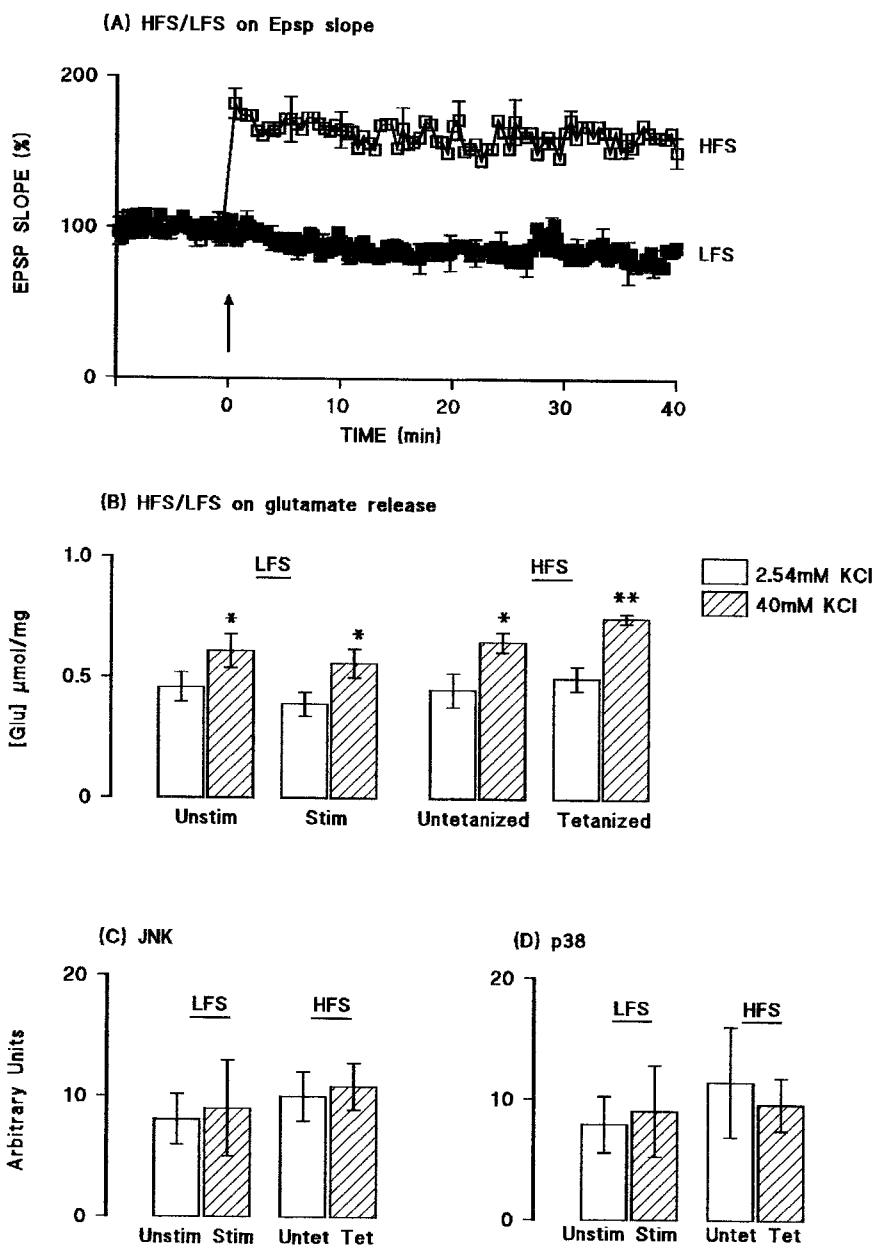 (A) HFS/LFS on Epsp slope
200
100
0
EPSP SLOPE (%)
HFS
LFS
0
10
20
30
40
TIME (min)
(B) HFS/LFS on glutamate release
1.0
0.5
0
[Glu] μmol/mg
LFS
HFS
*
*
*
**
2.54mM KCl
40mM KCl
Unstim
Stim
Untetanized
Tetanized
(C) JNK
20
10
0
Arbitrary Units
LFS
HFS
Unstim Stim
Untet Tet
(D) p38
20
10
0
LFS
HFS
Unstim Stim
Untet Tet